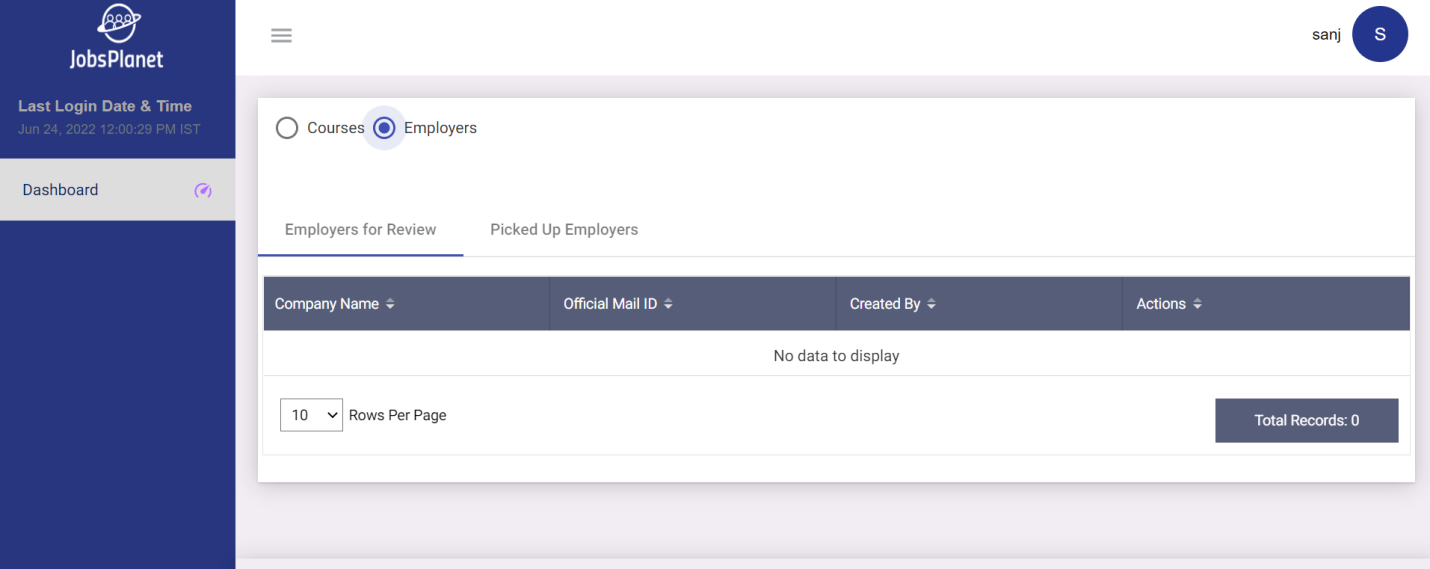 JobsPlanet
sanj
S
Last Login Date & Time
Jun 24, 2022 12:00:29 PM IST
Dashboard
Courses Employers
Employers for Review Picked Up Employers
Company Name Official Mail ID Created By Actions
No data to display
10 Rows Per Page
Total Records: 0